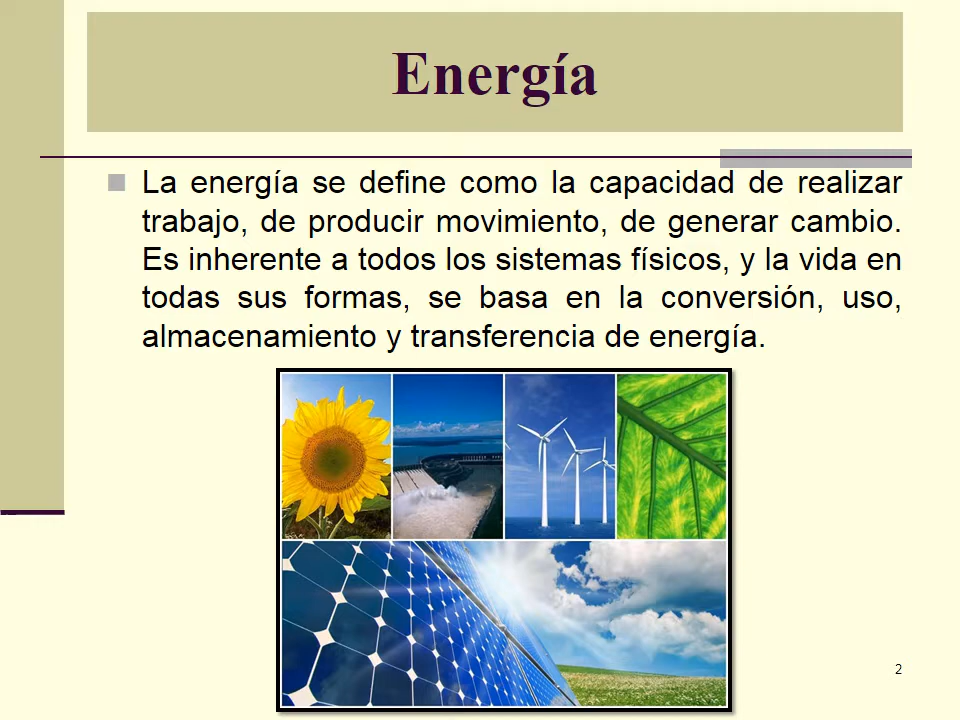 Energía
La energía se define como la capacidad de realizar
trabajo, de producir movimiento, de generar cambio.
Es inherente a todos los sistemas físicos, y la vida en
todas sus formas, se basa en la conversión, uso,
almacenamiento y transferencia de energía.
2